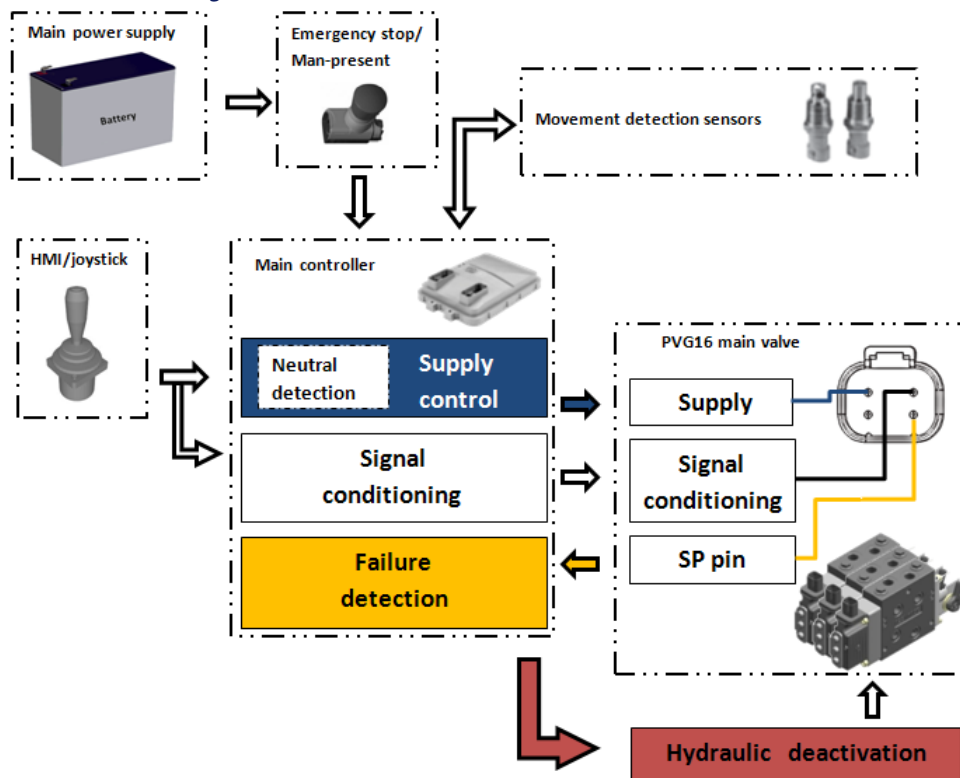 Main power supply
Battery
Emergency stop/
Man-present
Movement detection sensors
HMI/joystick
Main controller
Neutral
detection
Supply
control
Signal
conditioning
Failure
detection
PVG16 main valve
Supply
Signal
conditioning
SP pin
Hydraulic deactivation